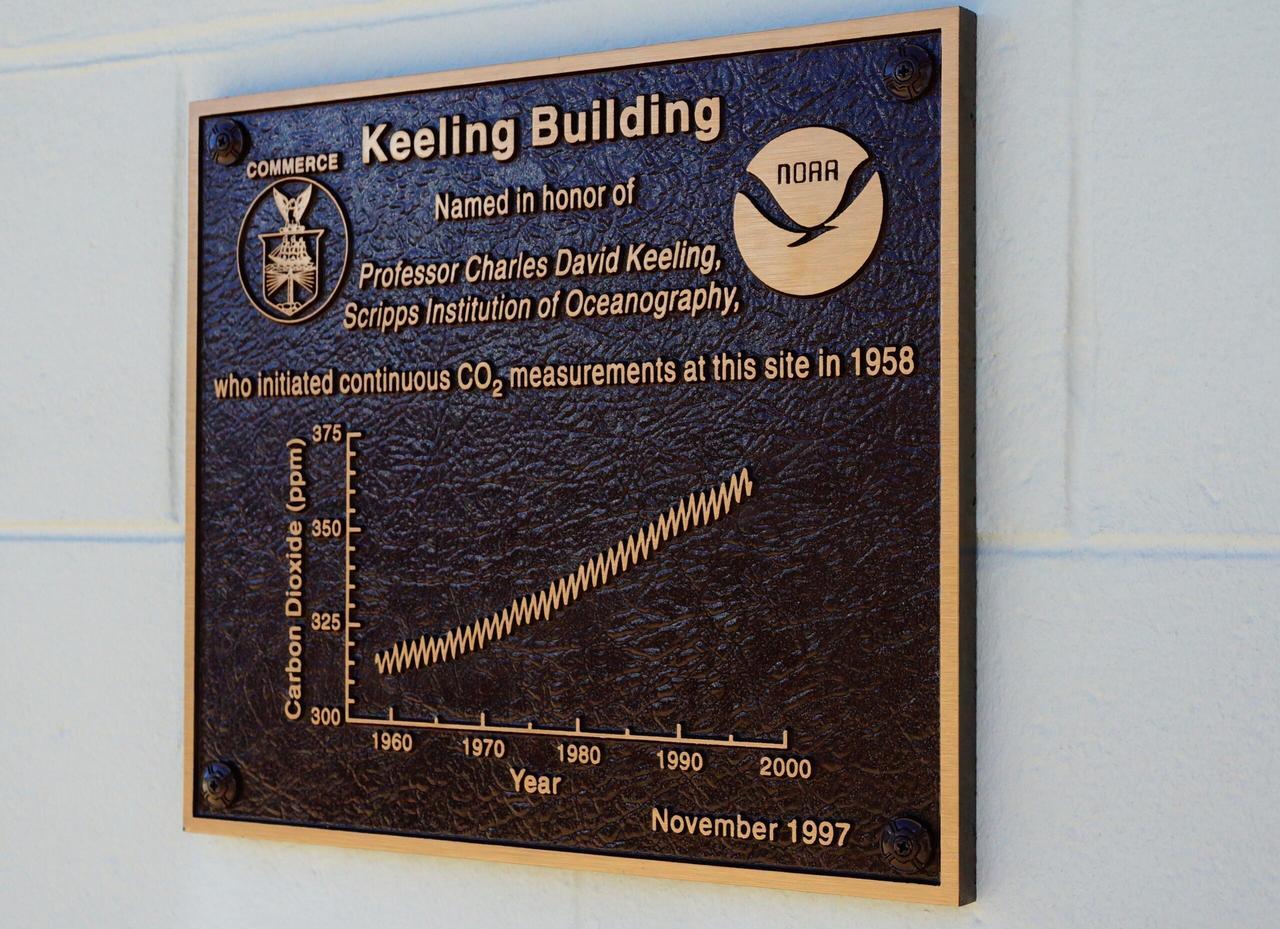 Keeling Building
COMMERCE
NOAA
Named in honor of
Professor Charles David Keeling,
Scripps Institution of Oceanography,
who initiated continuous CO₂ measurements at this site in 1958
Carbon Dioxide (ppm)
375
350
325
300
1960 1970 1980 1990 2000
Year
November 1997